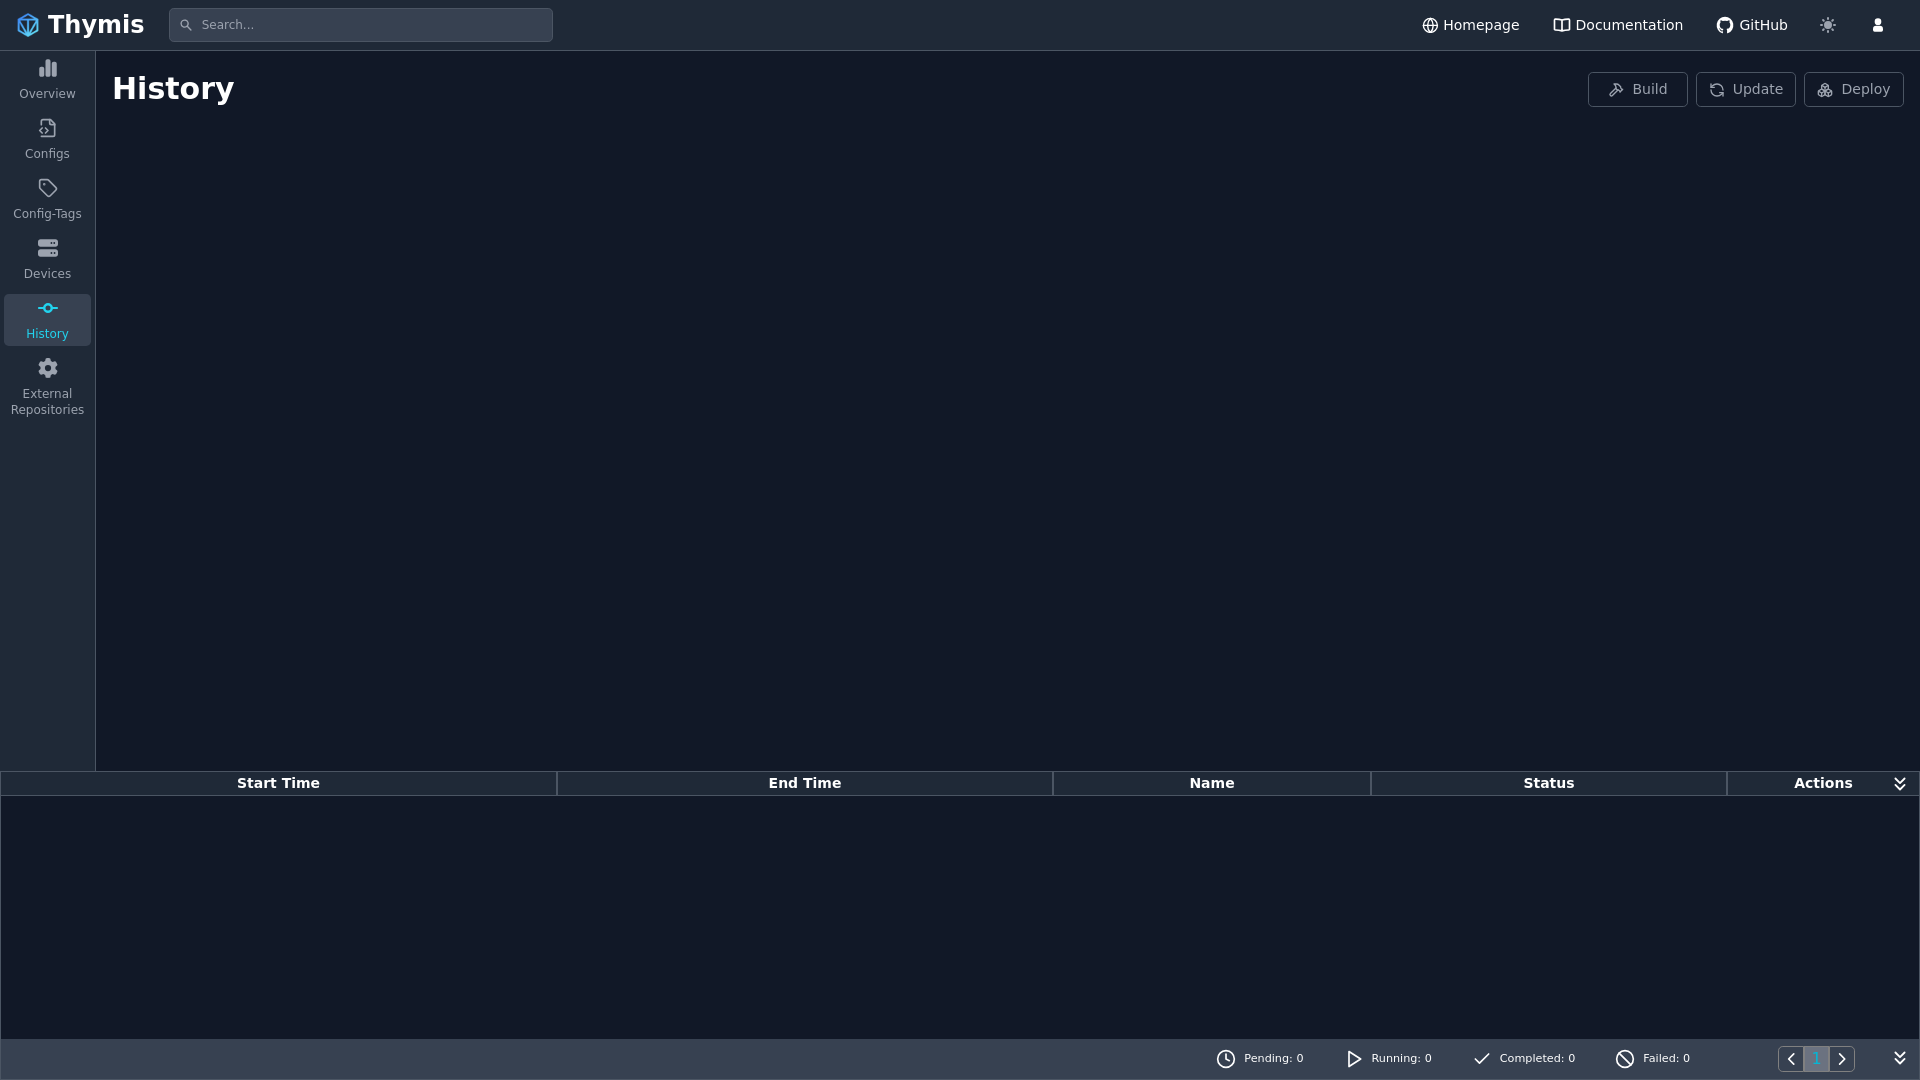 Thymis
Search...
Homepage
Documentation
GitHub
Overview
Configs
Config-Tags
Devices
History
External
Repositories
History
Build
Update
Deploy
Start Time
End Time
Name
Status
Actions
Pending: 0
Running: 0
Completed: 0
Failed: 0
1